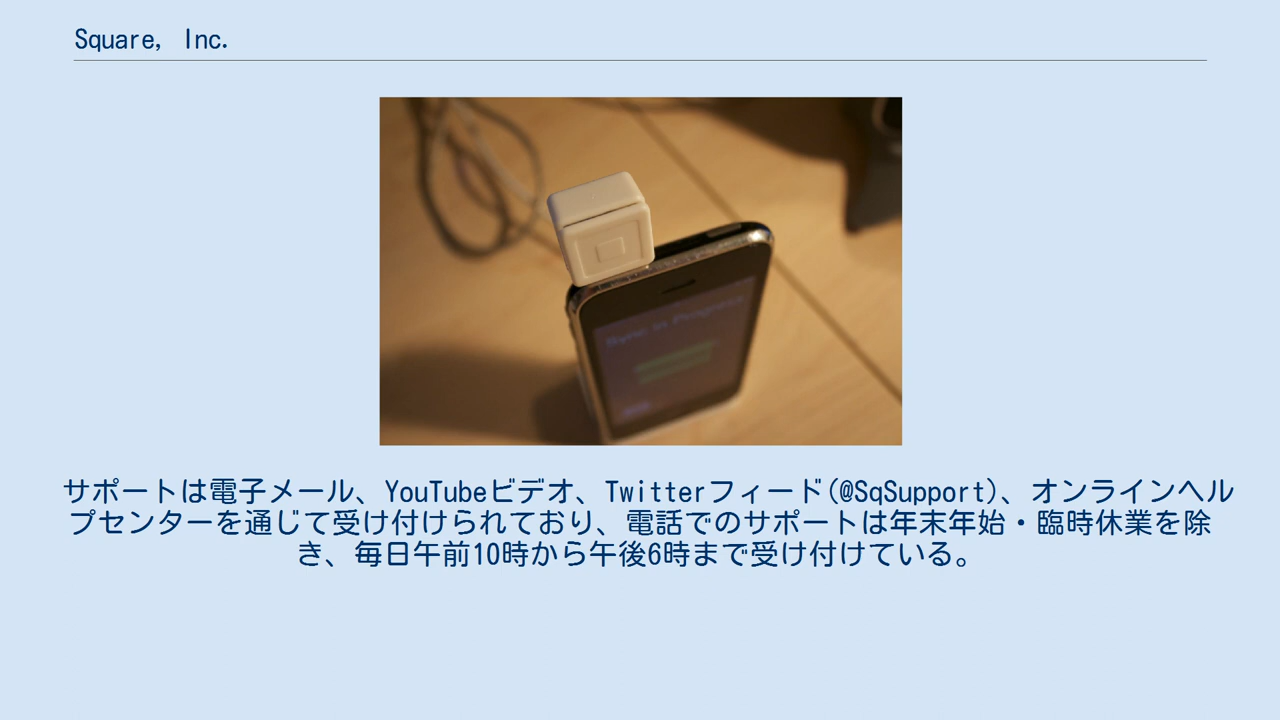 Square, Inc.
Sync in Progress
サポートは電子メール、YouTubeビデオ、Twitterフィード(@SqSupport)、オンラインヘル
プセンターを通じて受け付けられており、電話でのサポートは年末年始・臨時休業を除
き、毎日午前10時から午後6時まで受け付けている。